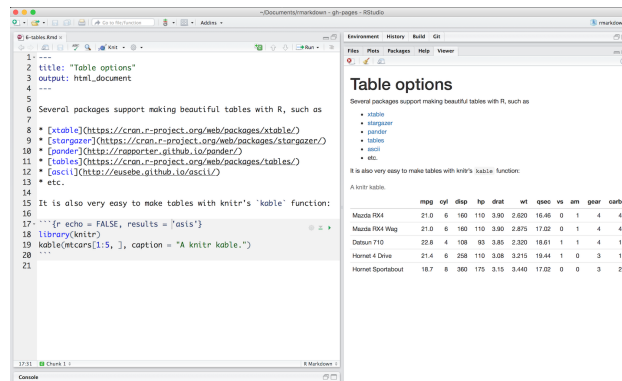 ~/Documents/rmarkdown - gh-pages - RStudio
Go to file/function
Addins
rmarkdown
6-tables.Rmd
Knit
Run
1 ---
2 title: "Table options"
3 output: html_document
4 ---
5
6 Several packages support making beautiful tables with R, such as
7
8 * [xtable](https://cran.r-project.org/web/packages/xtable/)
9 * [stargazer](https://cran.r-project.org/web/packages/stargazer/)
10 * [pander](http://rapporter.github.io/pander/)
11 * [tables](https://cran.r-project.org/web/packages/tables/)
12 * [ascii](http://eusebe.github.io/ascii/)
13 * etc.
14
15 It is also very easy to make tables with knitr's `kable` function:
16
17 ```{r echo = FALSE, results = 'asis'}
18 library(knitr)
19 kable(mtcars[1:5, ], caption = "A knitr kable.")
20 ```
21
17:31 Chunk 1 R Markdown
Console
Environment History Build Git
Files Plots Packages Help Viewer
Table options
Several packages support making beautiful tables with R, such as
• xtable
• stargazer
• pander
• tables
• ascii
• etc.
It is also very easy to make tables with knitr's kable function:
A knitr kable.
mpg cyl disp hp drat wt qsec vs am gear carb
Mazda RX4 21.0 6 160 110 3.90 2.620 16.46 0 1 4 4
Mazda RX4 Wag 21.0 6 160 110 3.90 2.875 17.02 0 1 4 4
Datsun 710 22.8 4 108 93 3.85 2.320 18.61 1 1 4 1
Hornet 4 Drive 21.4 6 258 110 3.08 3.215 19.44 1 0 3 1
Hornet Sportabout 18.7 8 360 175 3.15 3.440 17.02 0 0 3 2